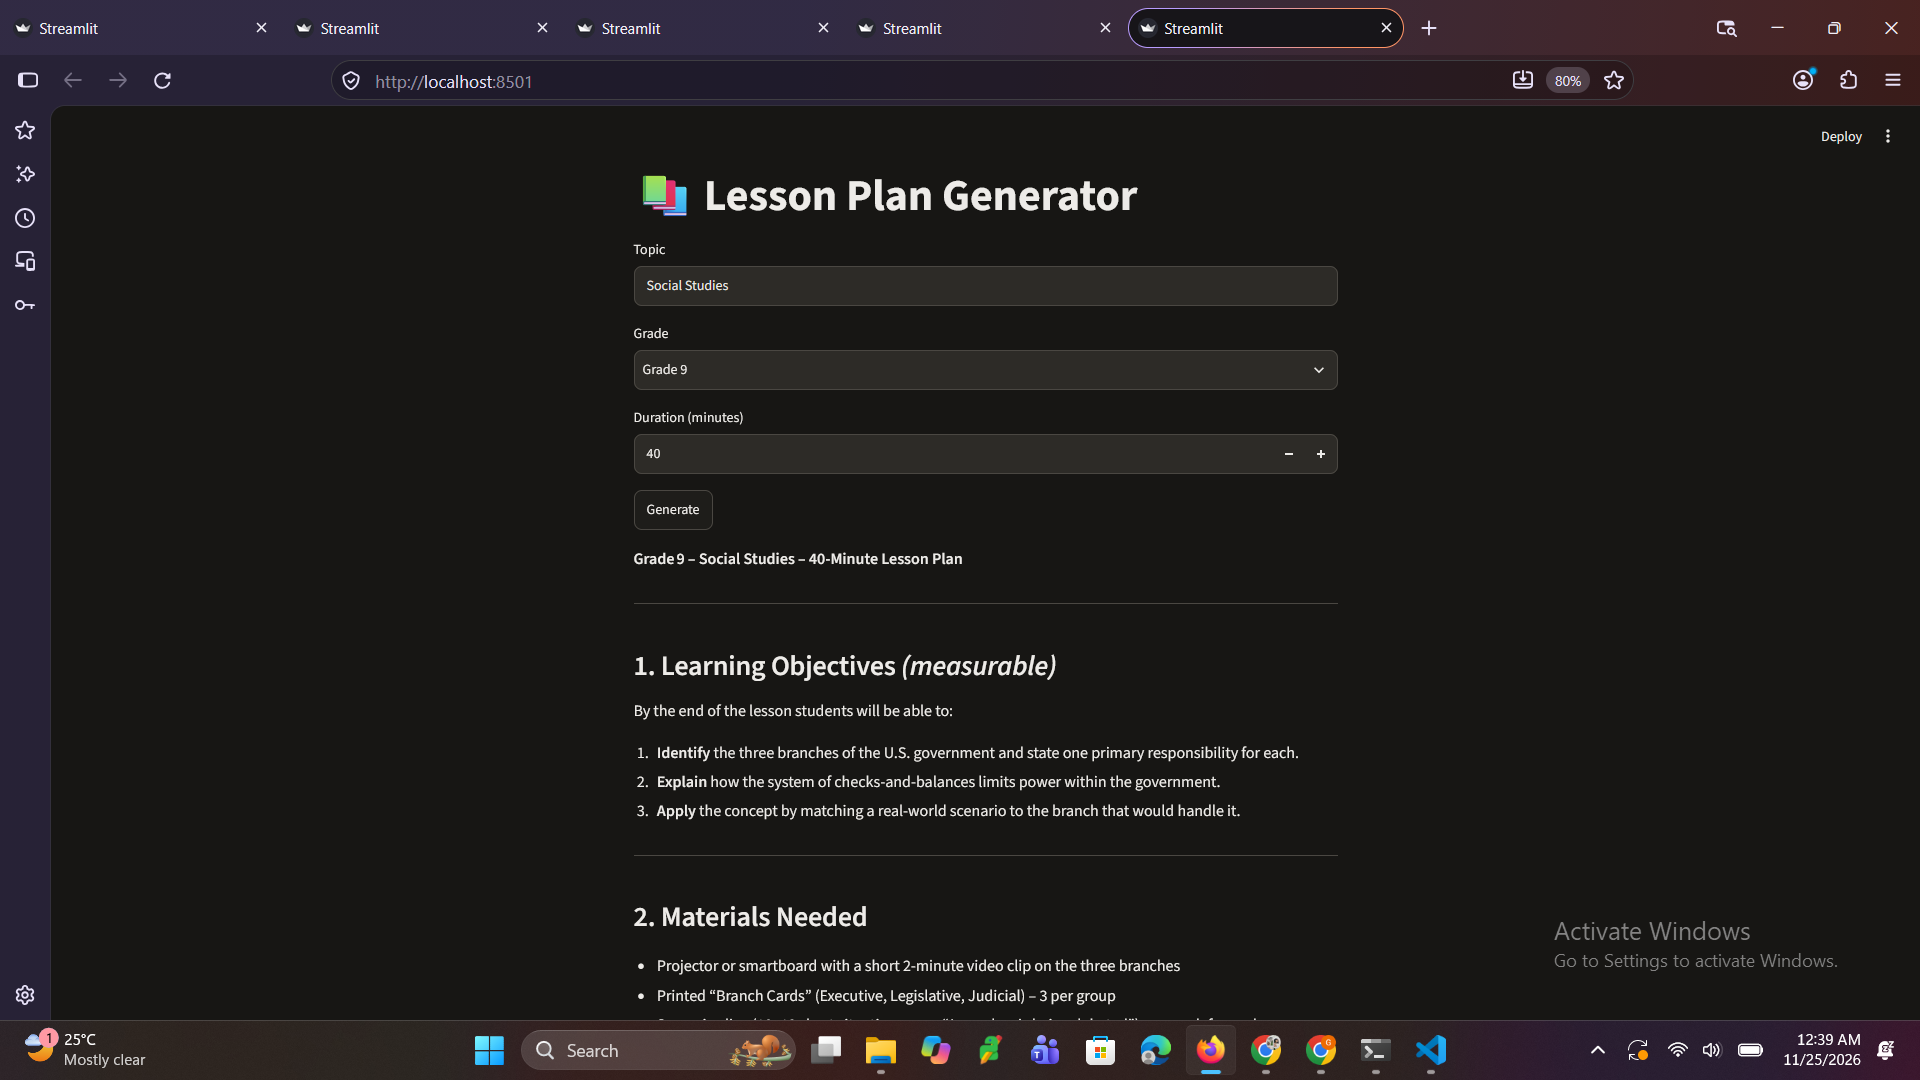 Streamlit
Streamlit
Streamlit
Streamlit
Streamlit
http://localhost:8501
80%
Deploy
Lesson Plan Generator
Topic
Social Studies
Grade
Grade 9
Duration (minutes)
40
Generate
Grade 9 – Social Studies – 40-Minute Lesson Plan
1. Learning Objectives (measurable)
By the end of the lesson students will be able to:
1. Identify the three branches of the U.S. government and state one primary responsibility for each.
2. Explain how the system of checks-and-balances limits power within the government.
3. Apply the concept by matching a real-world scenario to the branch that would handle it.
2. Materials Needed
• Projector or smartboard with a short 2-minute video clip on the three branches
• Printed “Branch Cards” (Executive, Legislative, Judicial) – 3 per group
Activate Windows
Go to Settings to activate Windows.
1
25°C
Mostly clear
Search
12:39 AM
11/25/2026